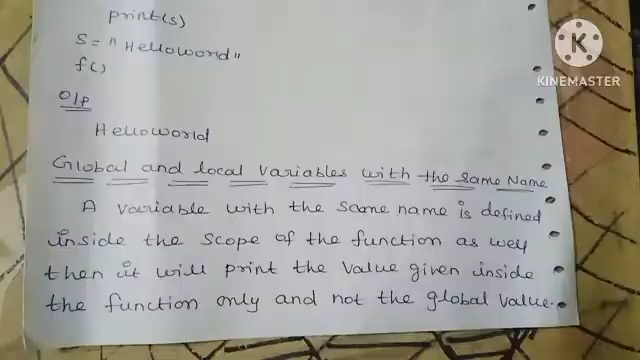 print(s)
S = "HelloWorld"
f()
O/P
HelloWorld
Global and local Variables with the same Name
A variable with the same name is defined
inside the scope of the function as well
then it will print the value given inside
the function only and not the global value.
K
KINEMASTER